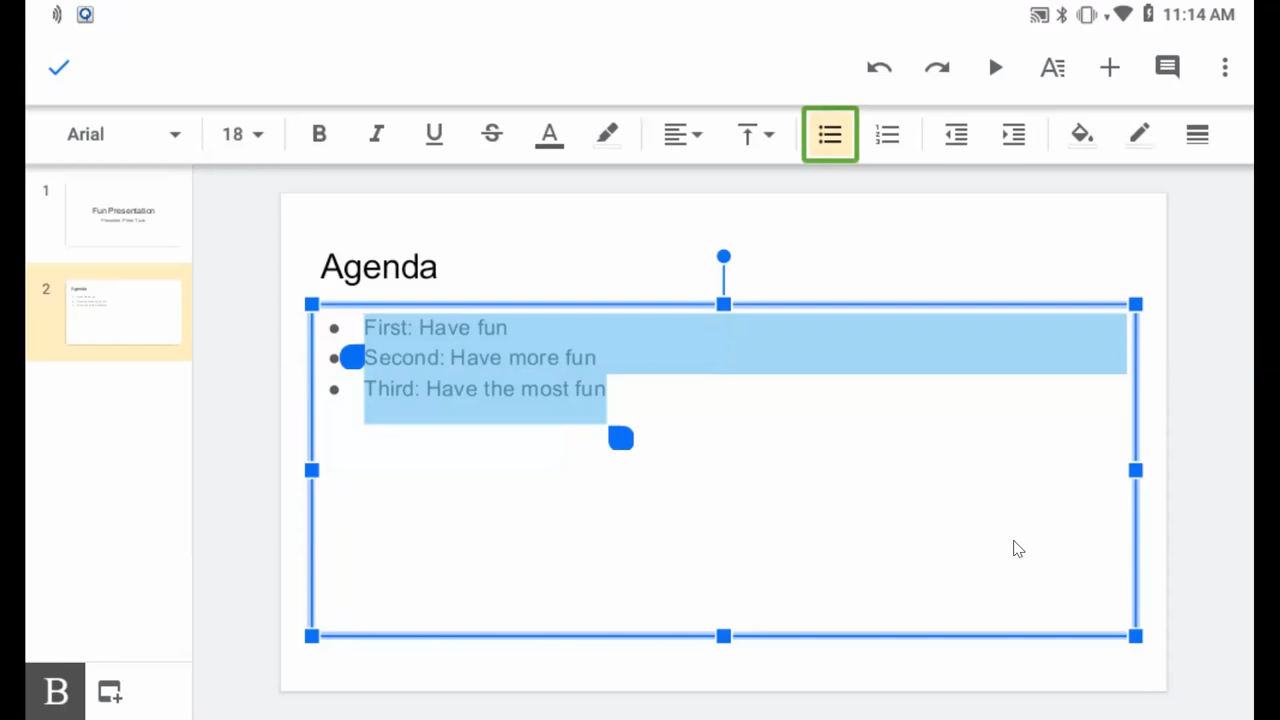 11:14 AM
Arial
18
B
I
U
S
A
1
Fun Presentation
2
Agenda
Agenda
First: Have fun
Second: Have more fun
Third: Have the most fun
B